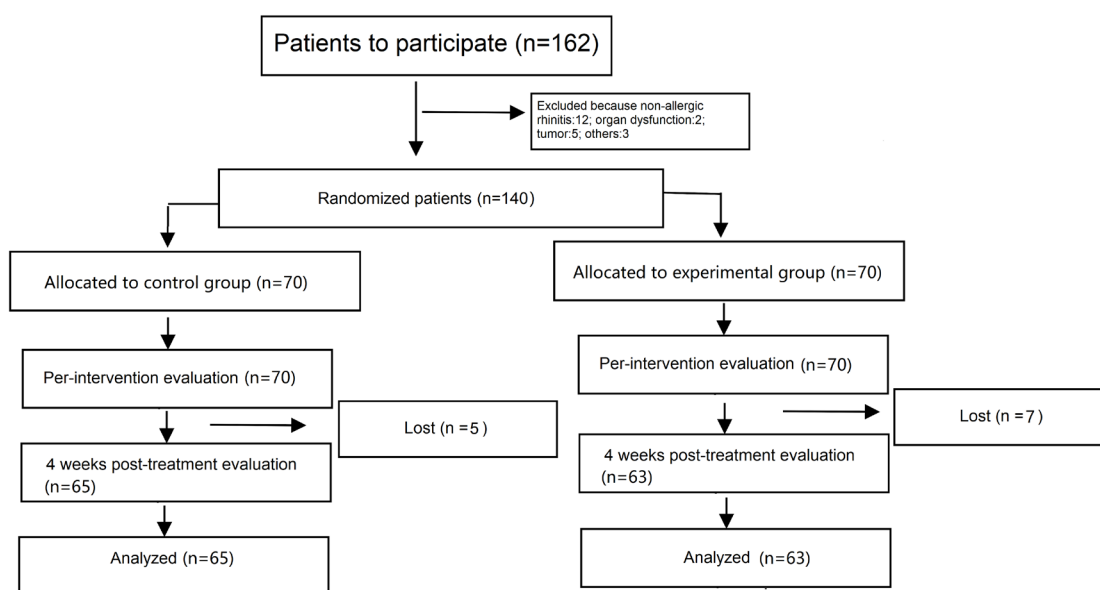 Patients to participate (n=162)
Excluded because non-allergic
rhinitis:12; organ dysfunction:2;
tumor:5; others:3
Randomized patients (n=140)
Allocated to control group (n=70)
Allocated to experimental group (n=70)
Per-intervention evaluation (n=70)
Per-intervention evaluation (n=70)
Lost (n =5)
Lost (n =7)
4 weeks post-treatment evaluation
(n=65)
4 weeks post-treatment evaluation
(n=63)
Analyzed (n=65)
Analyzed (n=63)